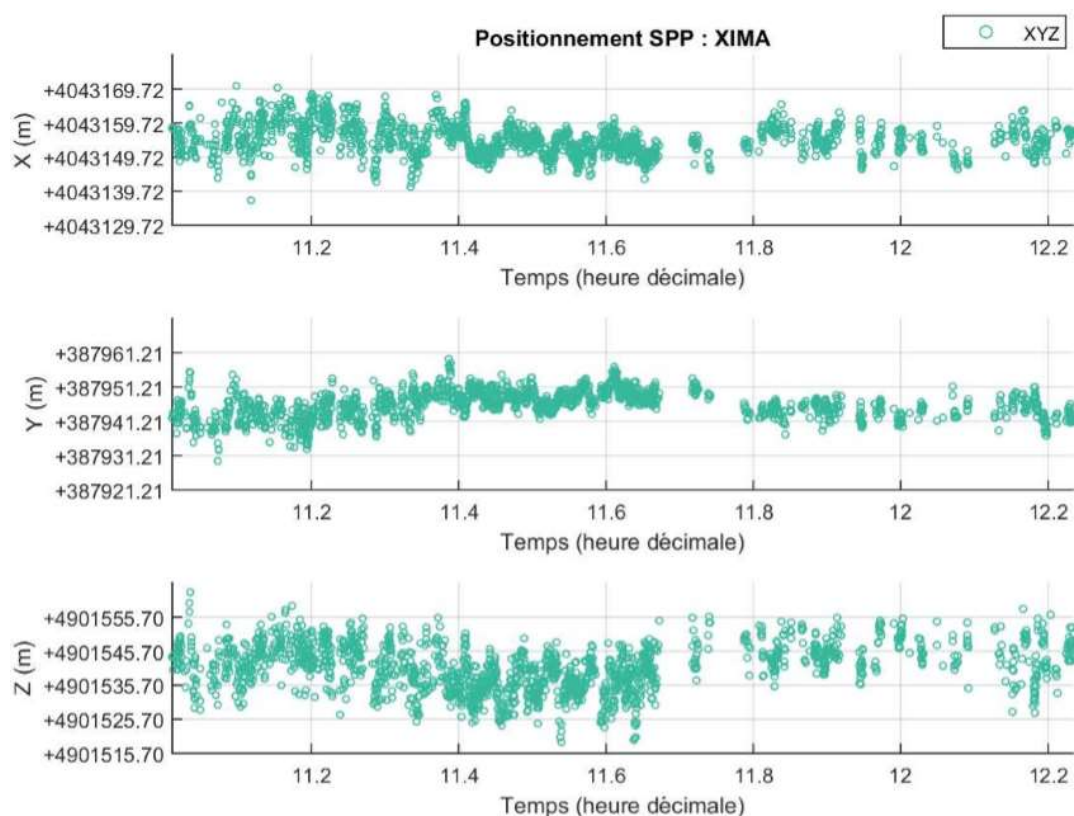 Positionnement SPP : XIMA
XYZ
X (m)
+4043169.72
+4043159.72
+4043149.72
+4043139.72
+4043129.72
11.2 11.4 11.6 11.8 12 12.2
Temps (heure décimale)
Y (m)
+387961.21
+387951.21
+387941.21
+387931.21
+387921.21
11.2 11.4 11.6 11.8 12 12.2
Temps (heure décimale)
Z (m)
+4901555.70
+4901545.70
+4901535.70
+4901525.70
+4901515.70
11.2 11.4 11.6 11.8 12 12.2
Temps (heure décimale)